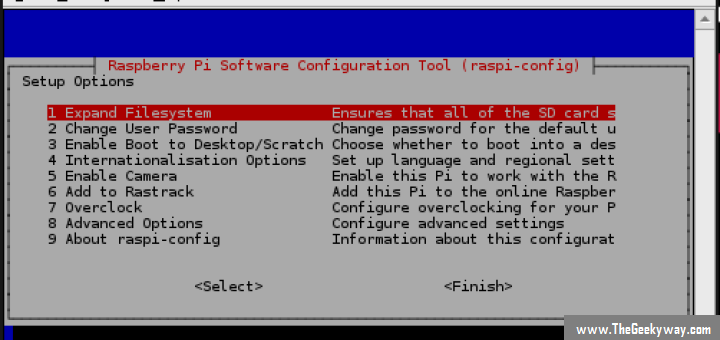 Raspberry Pi Software Configuration Tool (raspi-config)
Setup Options
1 Expand Filesystem Ensures that all of the SD card s
2 Change User Password Change password for the default u
3 Enable Boot to Desktop/Scratch Choose whether to boot into a des
4 Internationalisation Options Set up language and regional sett
5 Enable Camera Enable this Pi to work with the R
6 Add to Rastrack Add this Pi to the online Raspber
7 Overclock Configure overclocking for your P
8 Advanced Options Configure advanced settings
9 About raspi-config Information about this configurat
<Select> <Finish>
www.TheGeekyway.com